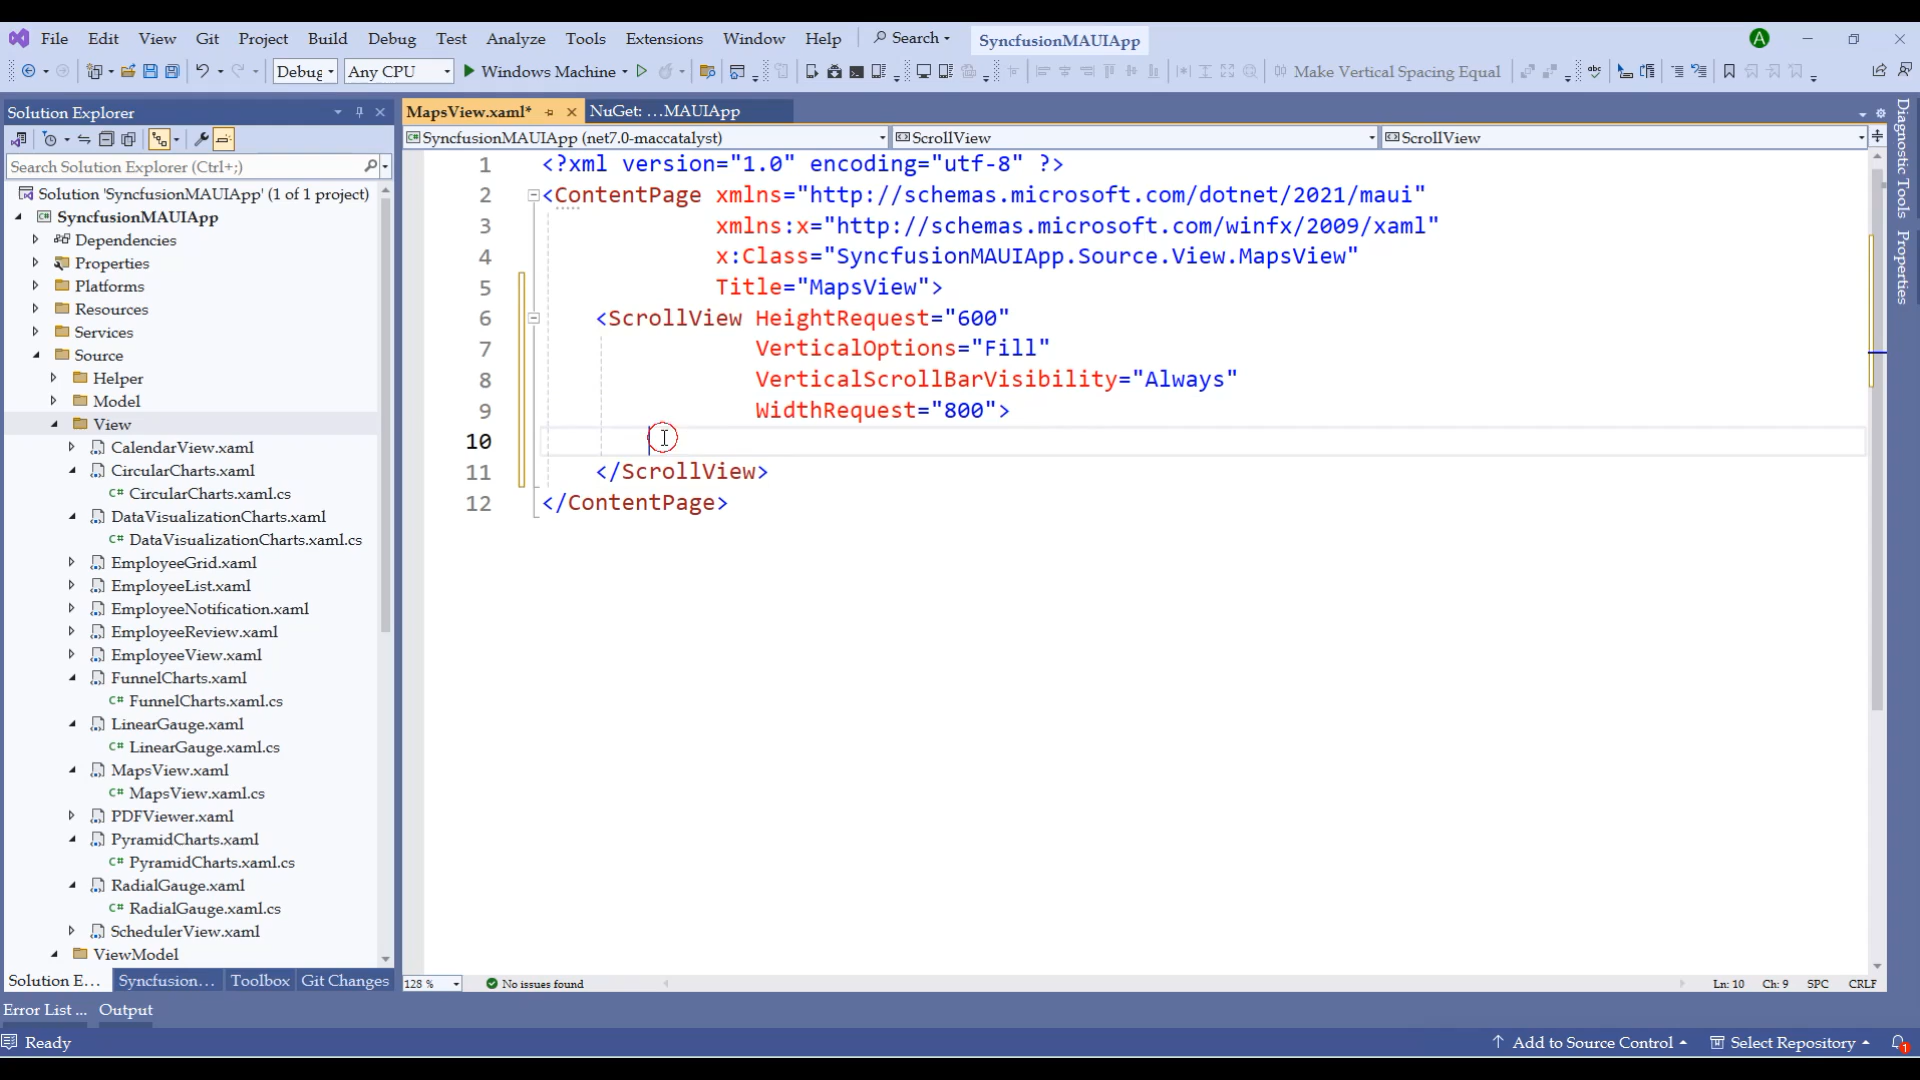 File Edit View Git Project Build Debug Test Analyze Tools Extensions Window Help Search SyncfusionMAUIApp A
Debug Any CPU Windows Machine Make Vertical Spacing Equal abc
Solution Explorer
Search Solution Explorer (Ctrl+;)
Solution 'SyncfusionMAUIApp' (1 of 1 project)
SyncfusionMAUIApp
Dependencies
Properties
Platforms
Resources
Services
Source
Helper
Model
View
CalendarView.xaml
CircularCharts.xaml
C# CircularCharts.xaml.cs
DataVisualizationCharts.xaml
C# DataVisualizationCharts.xaml.cs
EmployeeGrid.xaml
EmployeeList.xaml
EmployeeNotification.xaml
EmployeeReview.xaml
EmployeeView.xaml
FunnelCharts.xaml
C# FunnelCharts.xaml.cs
LinearGauge.xaml
C# LinearGauge.xaml.cs
MapsView.xaml
C# MapsView.xaml.cs
PDFViewer.xaml
PyramidCharts.xaml
C# PyramidCharts.xaml.cs
RadialGauge.xaml
C# RadialGauge.xaml.cs
SchedulerView.xaml
ViewModel
Solution E... Syncfusion... Toolbox Git Changes
MapsView.xaml* NuGet: ...MAUIApp
SyncfusionMAUIApp (net7.0-maccatalyst) ScrollView ScrollView
1 <?xml version="1.0" encoding="utf-8" ?>
2 <ContentPage xmlns="http://schemas.microsoft.com/dotnet/2021/maui"
3 xmlns:x="http://schemas.microsoft.com/winfx/2009/xaml"
4 x:Class="SyncfusionMAUIApp.Source.View.MapsView"
5 Title="MapsView">
6 <ScrollView HeightRequest="600"
7 VerticalOptions="Fill"
8 VerticalScrollBarVisibility="Always"
9 WidthRequest="800">
10
11 </ScrollView>
12 </ContentPage>
128 % No issues found Ln: 10 Ch: 9 SPC CRLF
Diagnostic Tools
Properties
Error List ... Output
Ready Add to Source Control Select Repository 1